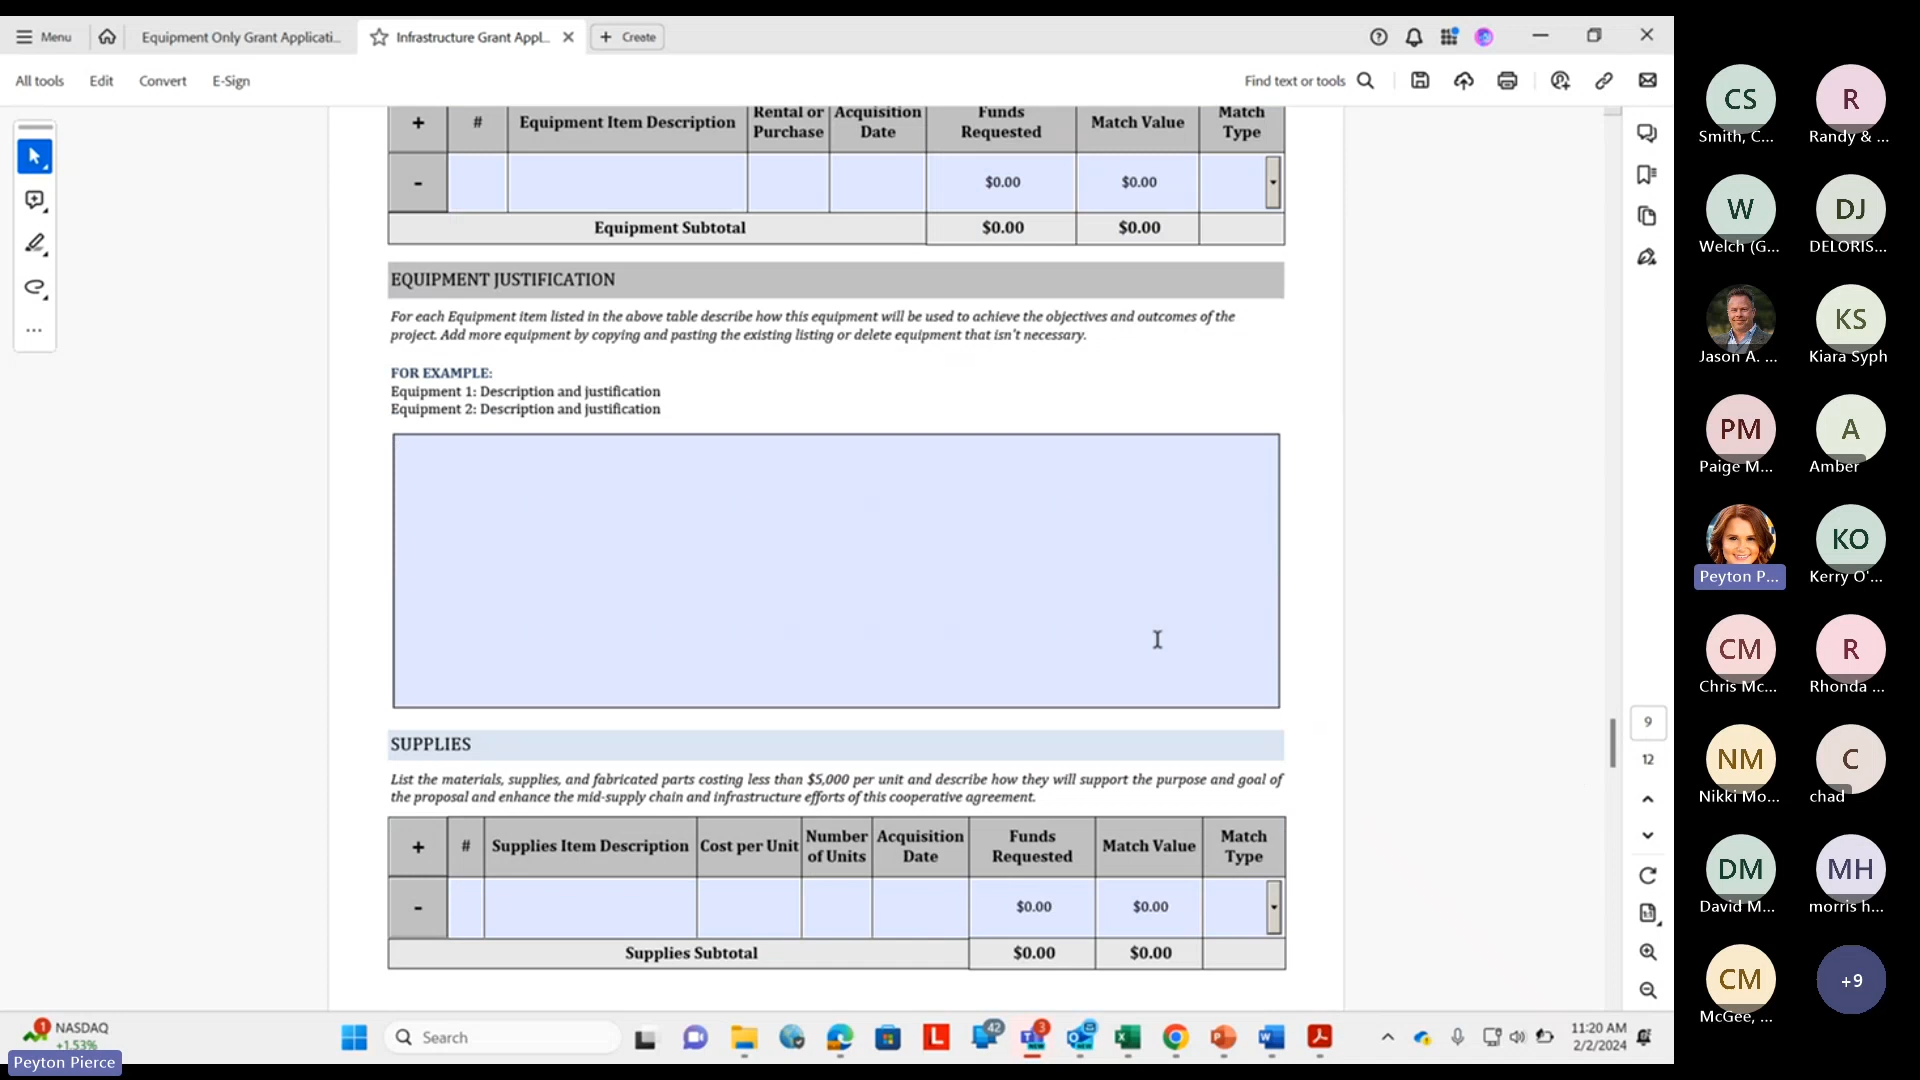 Menu
Equipment Only Grant Applicati...
Infrastructure Grant Appl...
Create
All tools
Edit
Convert
E-Sign
Find text or tools
+ # Equipment Item Description Rental or Purchase Acquisition Date Funds Requested Match Value Match Type
- $0.00 $0.00
Equipment Subtotal $0.00 $0.00
EQUIPMENT JUSTIFICATION
For each Equipment item listed in the above table describe how this equipment will be used to achieve the objectives and outcomes of the
project. Add more equipment by copying and pasting the existing listing or delete equipment that isn't necessary.
FOR EXAMPLE:
Equipment 1: Description and justification
Equipment 2: Description and justification
SUPPLIES
List the materials, supplies, and fabricated parts costing less than $5,000 per unit and describe how they will support the purpose and goal of
the proposal and enhance the mid-supply chain and infrastructure efforts of this cooperative agreement.
+ # Supplies Item Description Cost per Unit Number of Units Acquisition Date Funds Requested Match Value Match Type
- $0.00 $0.00
Supplies Subtotal $0.00 $0.00
9
12
NASDAQ
+1.53%
1
Search
42
3
NEW
NEW
11:20 AM
2/2/2024
Peyton Pierce
CS
Smith, C...
R
Randy & ...
W
Welch (G...
DJ
DELORIS...
Jason A. ...
KS
Kiara Syph
PM
Paige M...
A
Amber
Peyton P...
KO
Kerry O'...
CM
Chris Mc...
R
Rhonda ...
NM
Nikki Mo...
C
chad
DM
David M...
MH
morris h...
CM
McGee, ...
+9